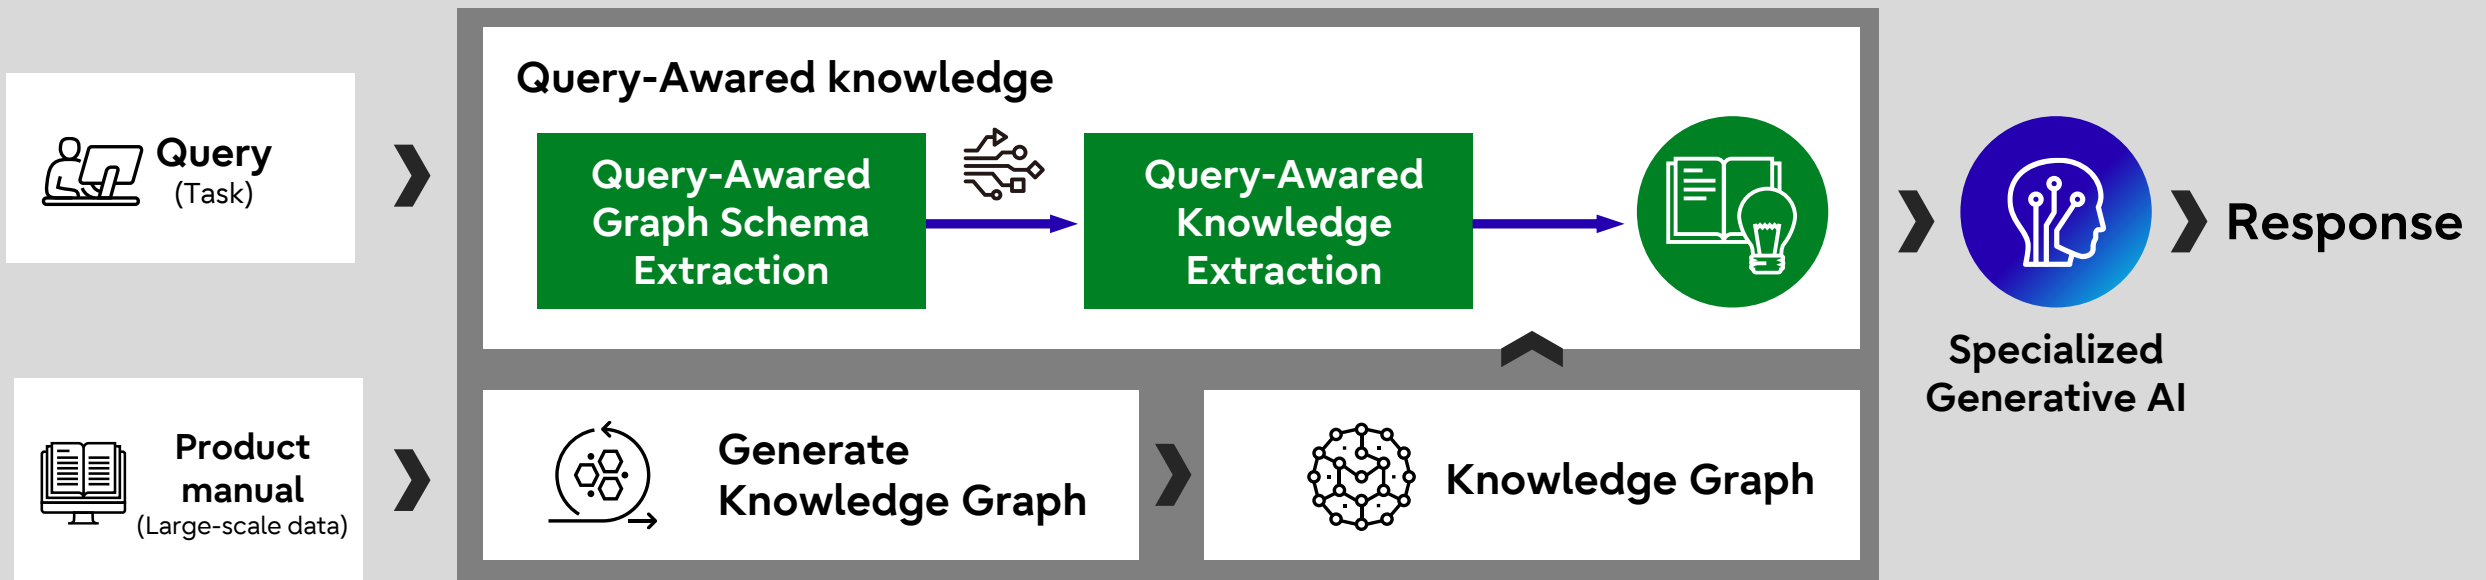 Query
(Task)
Product
manual
(Large-scale data)
Query-Awared knowledge
Query-Awared
Graph Schema
Extraction
Query-Awared
Knowledge
Extraction
Generate
Knowledge Graph
Knowledge Graph
Specialized
Generative AI
Response